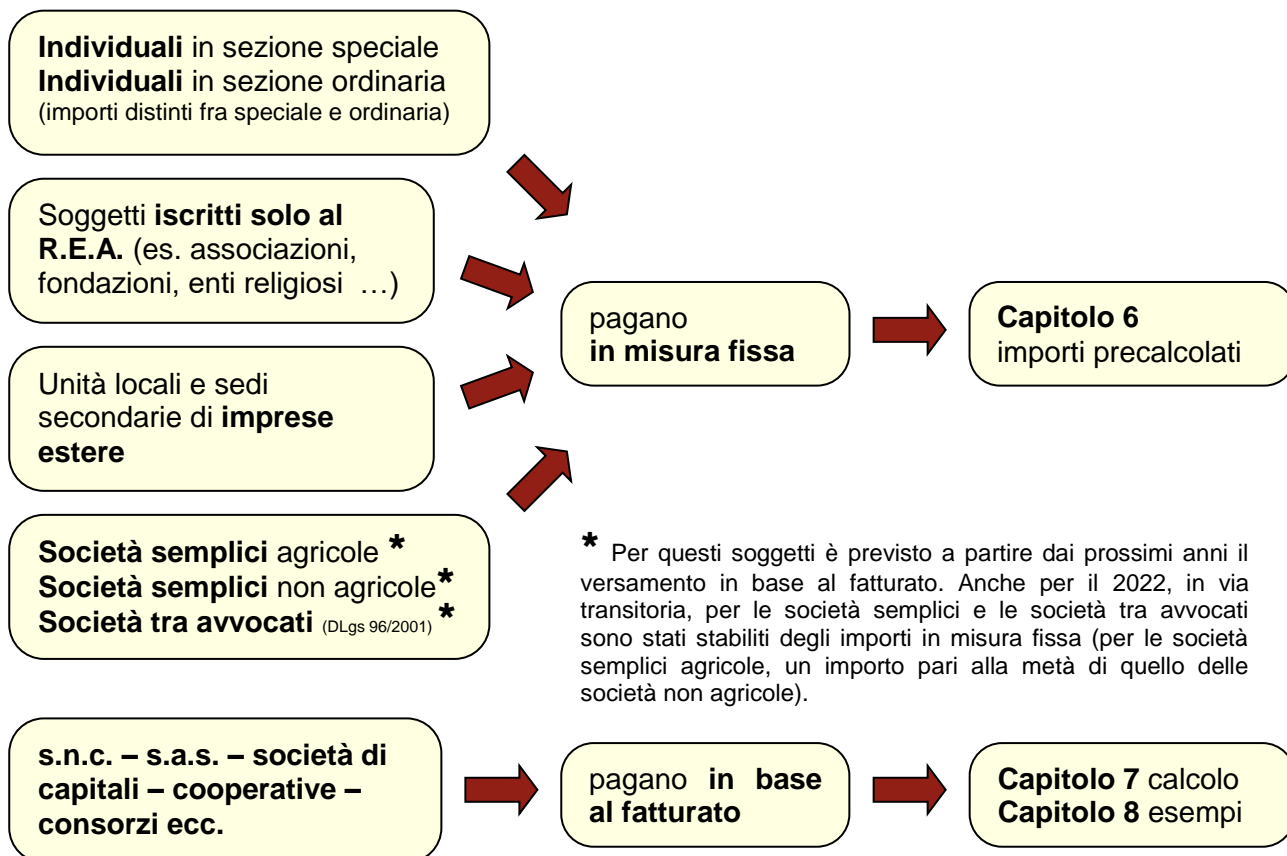 Individuali in sezione speciale
Individuali in sezione ordinaria
(importi distinti fra speciale e ordinaria)
Soggetti iscritti solo al
R.E.A. (es. associazioni,
fondazioni, enti religiosi …)
Unità locali e sedi
secondarie di imprese
estere
Società semplici agricole *
Società semplici non agricole*
Società tra avvocati (DLgs 96/2001) *
pagano
in misura fissa
Capitolo 6
importi precalcolati
* Per questi soggetti è previsto a partire dai prossimi anni il
versamento in base al fatturato. Anche per il 2022, in via
transitoria, per le società semplici e le società tra avvocati
sono stati stabiliti degli importi in misura fissa (per le società
semplici agricole, un importo pari alla metà di quello delle
società non agricole).
s.n.c. – s.a.s. – società di
capitali – cooperative –
consorzi ecc.
pagano in base
al fatturato
Capitolo 7 calcolo
Capitolo 8 esempi